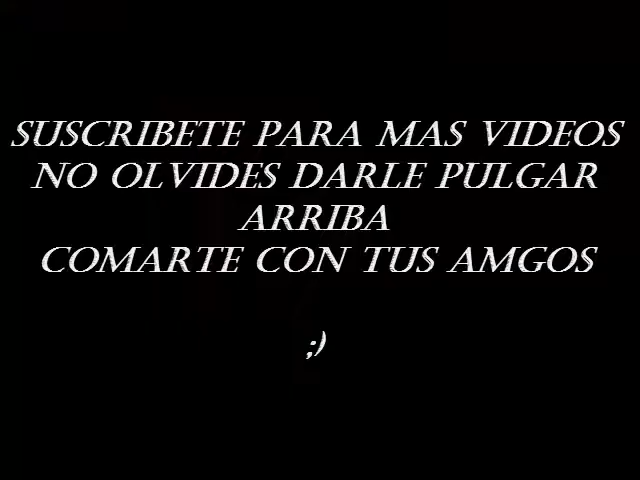 SUSCRIBETE PARA MAS VIDEOS
NO OLVIDES DARLE PULGAR
ARRIBA
COMARTE CON TUS AMGOS
;)